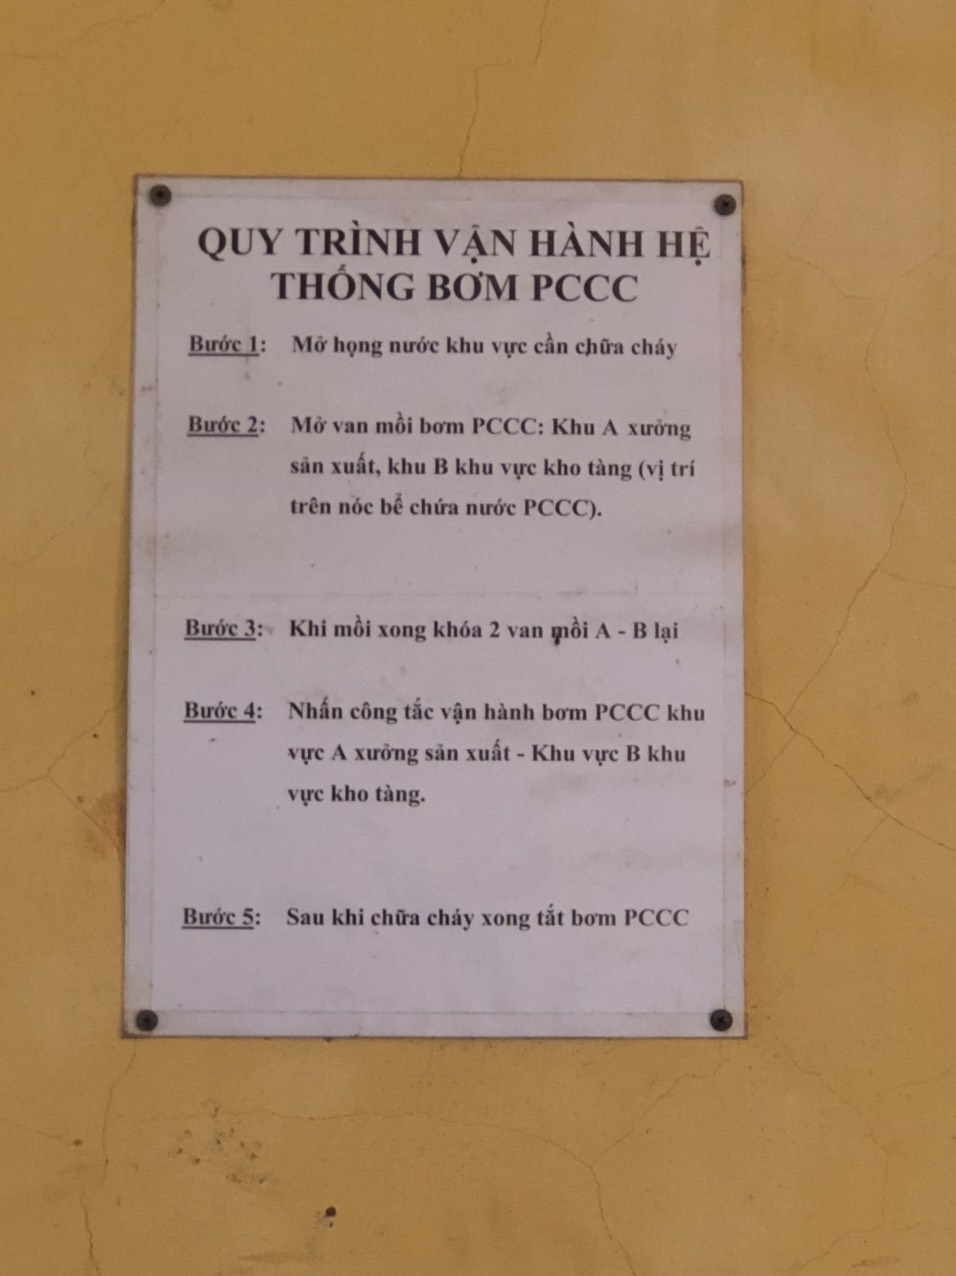 QUY TRÌNH VẬN HÀNH HỆ
THỐNG BƠM PCCC
Bước 1: Mở họng nước khu vực cần chữa cháy
Bước 2: Mở van mồi bơm PCCC: Khu A xưởng
sản xuất, khu B khu vực kho tàng (vị trí
trên nóc bể chứa nước PCCC).
Bước 3: Khi mồi xong khóa 2 van mồi A - B lại
Bước 4: Nhấn công tắc vận hành bơm PCCC khu
vực A xưởng sản xuất - Khu vực B khu
vực kho tàng.
Bước 5: Sau khi chữa cháy xong tắt bơm PCCC